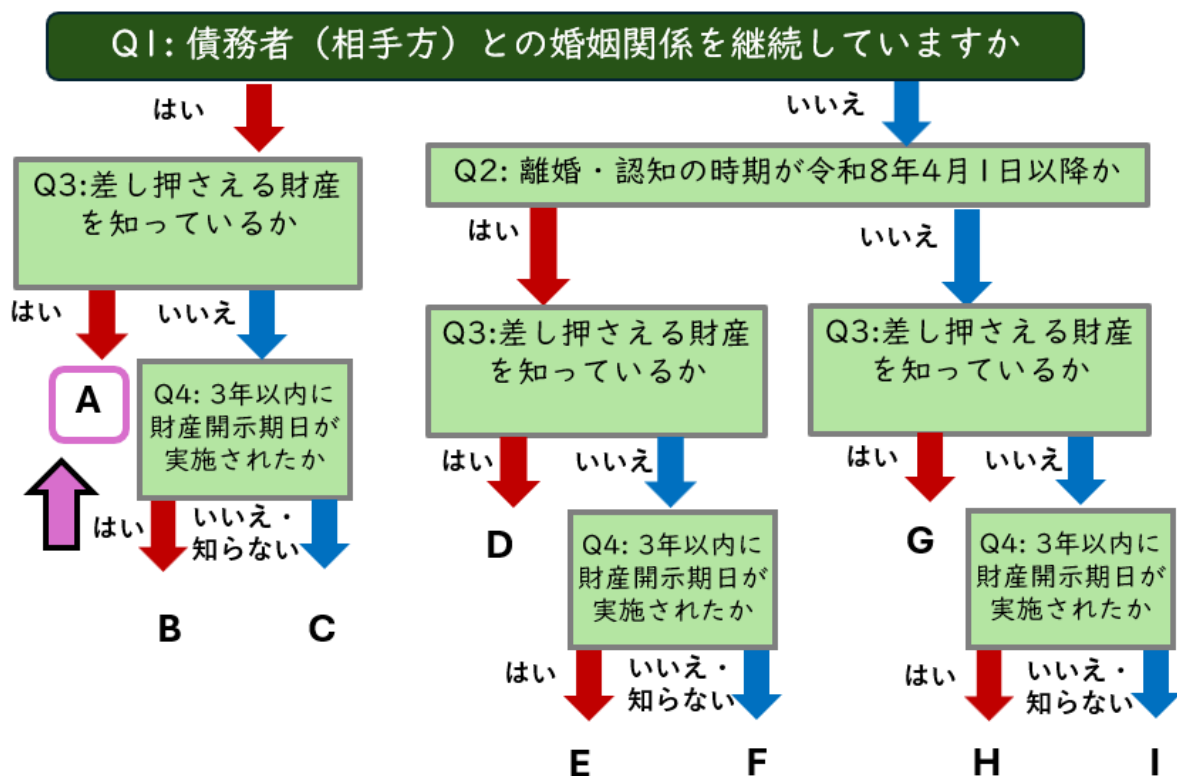 Q1: 債務者（相手方）との婚姻関係を継続していますか
はい
いいえ
Q3:差し押さえる財産
を知っているか
Q2: 離婚・認知の時期が令和8年4月1日以降か
はい
いいえ
はい
いいえ
A
Q4: 3年以内に
財産開示期日が
実施されたか
はい
いいえ・
知らない
B
C
Q3:差し押さえる財産
を知っているか
はい
いいえ
D
Q4: 3年以内に
財産開示期日が
実施されたか
はい
いいえ・
知らない
E
F
Q3:差し押さえる財産
を知っているか
はい
いいえ
G
Q4: 3年以内に
財産開示期日が
実施されたか
はい
いいえ・
知らない
H
I